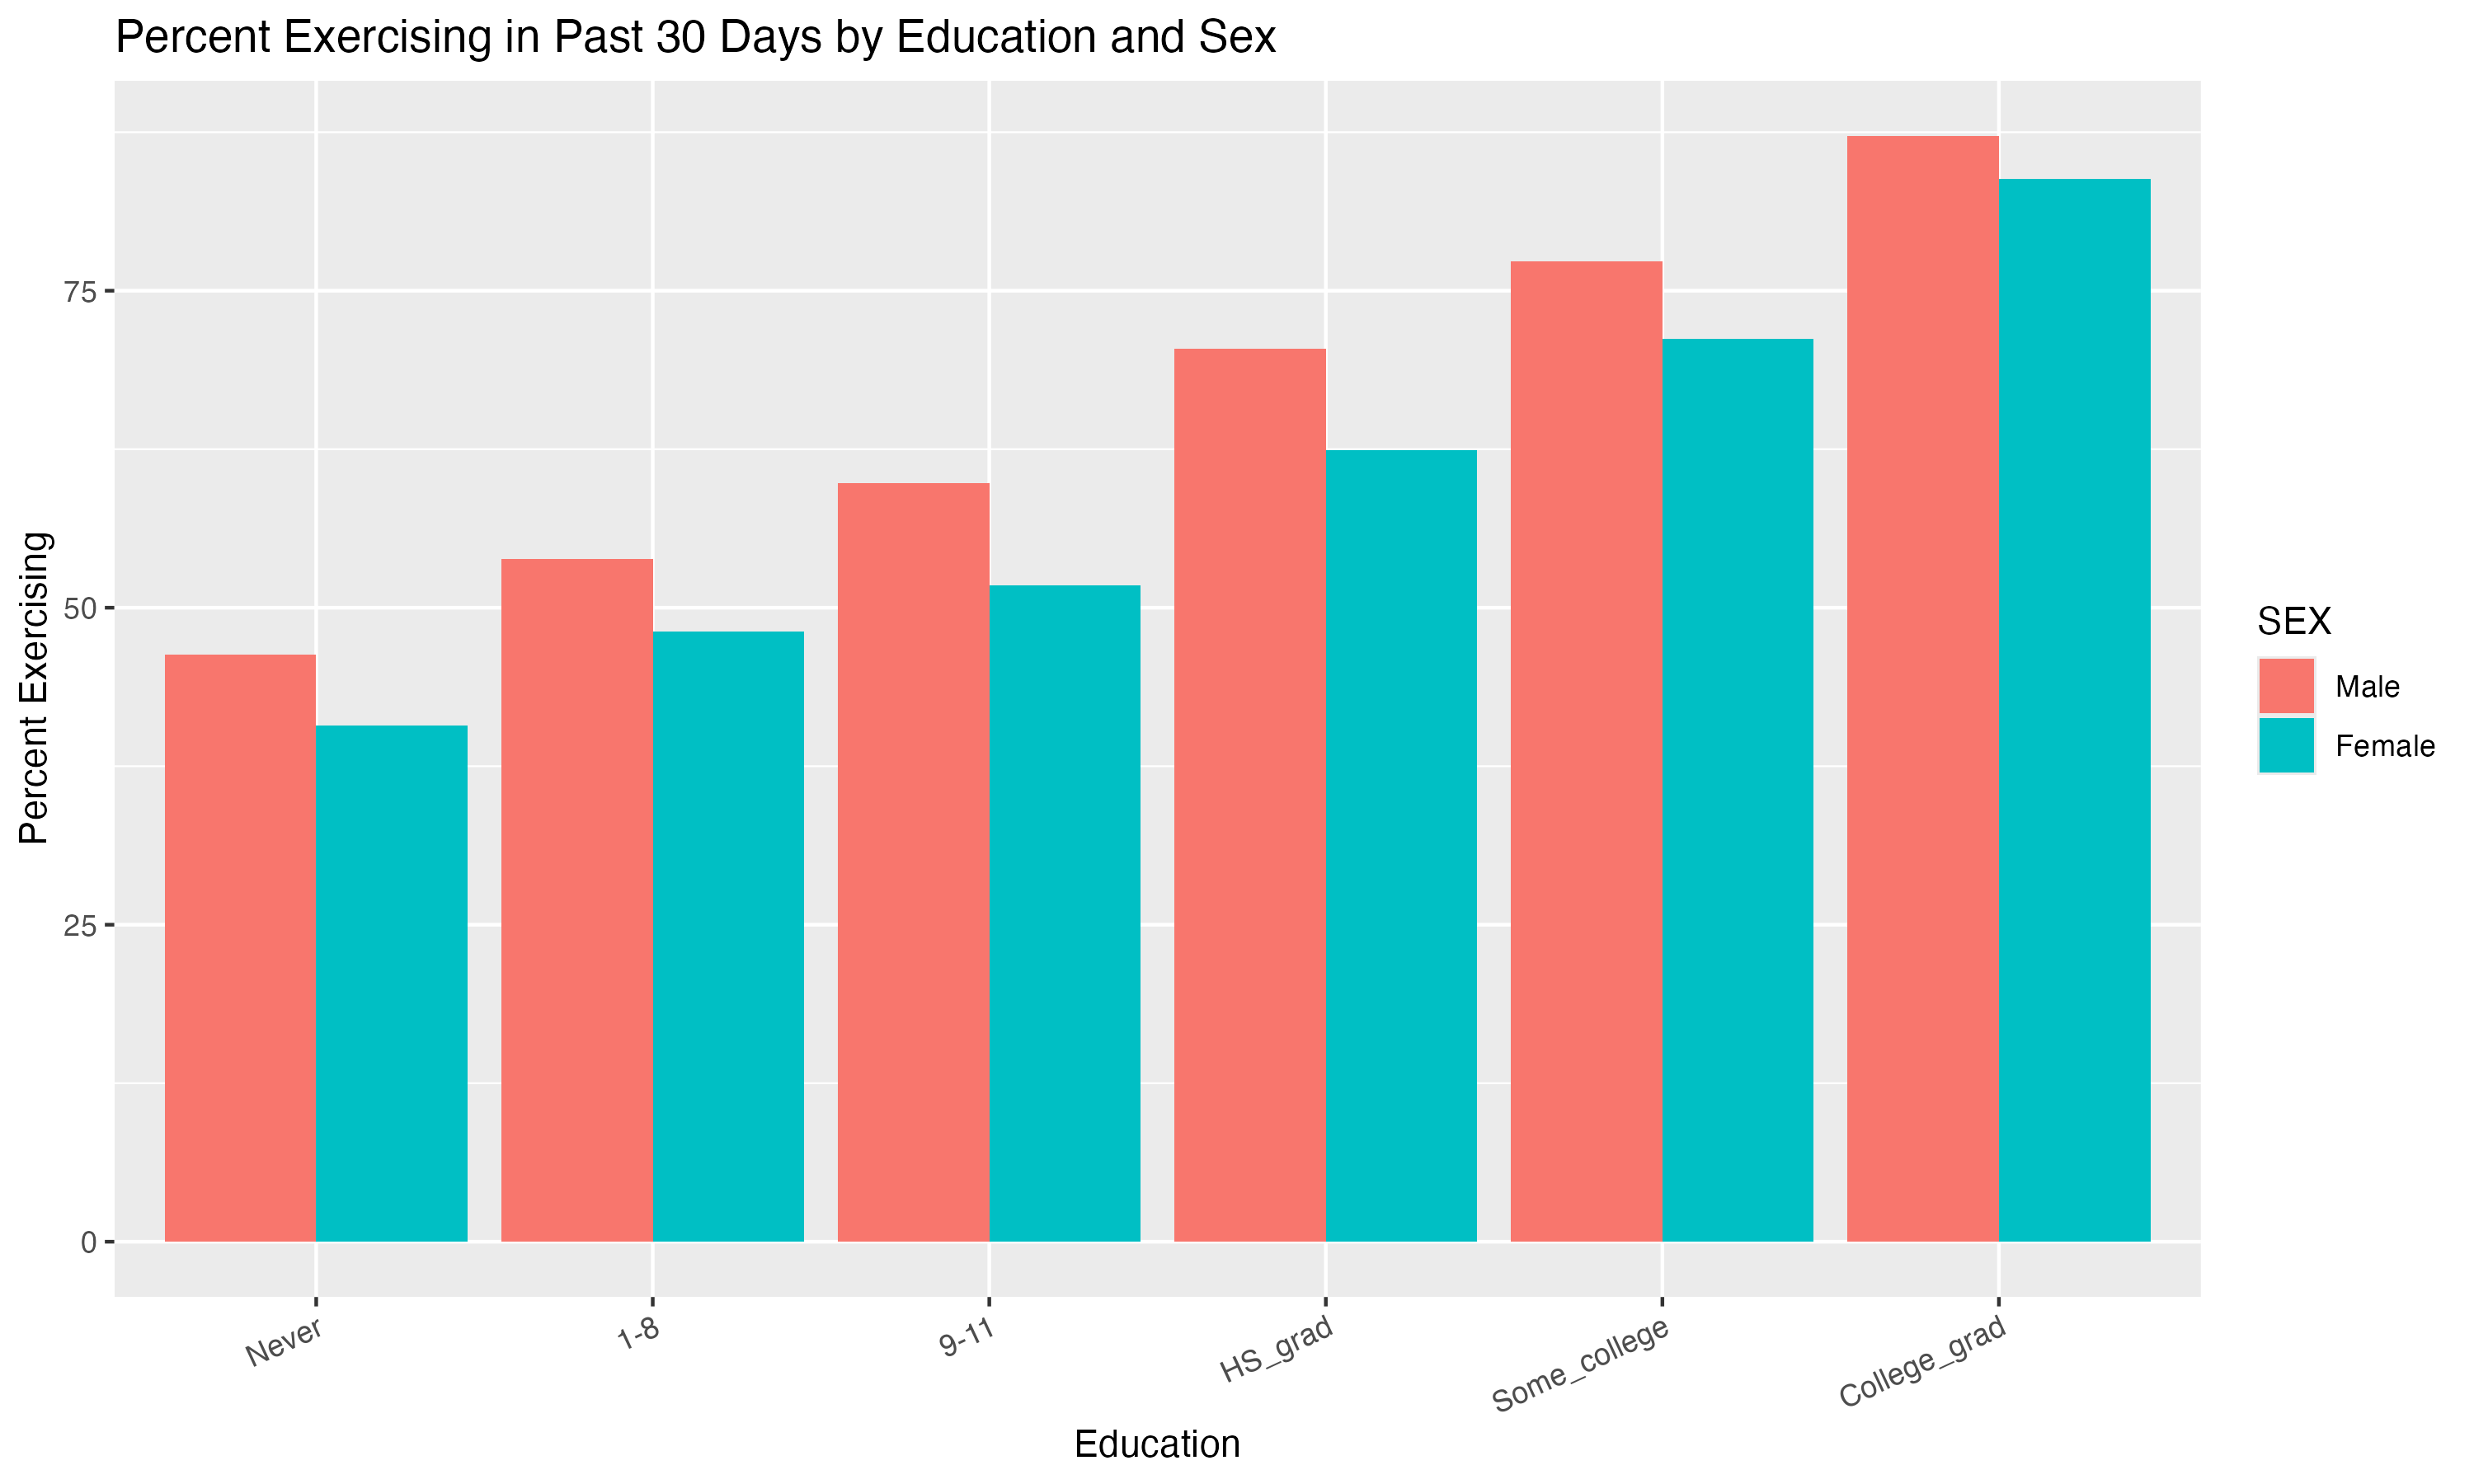 Percent Exercising in Past 30 Days by Education and Sex
Percent Exercising
75
50
25
0
Never
1-8
9-11
HS_grad
Some_college
College_grad
Education
SEX
Male
Female